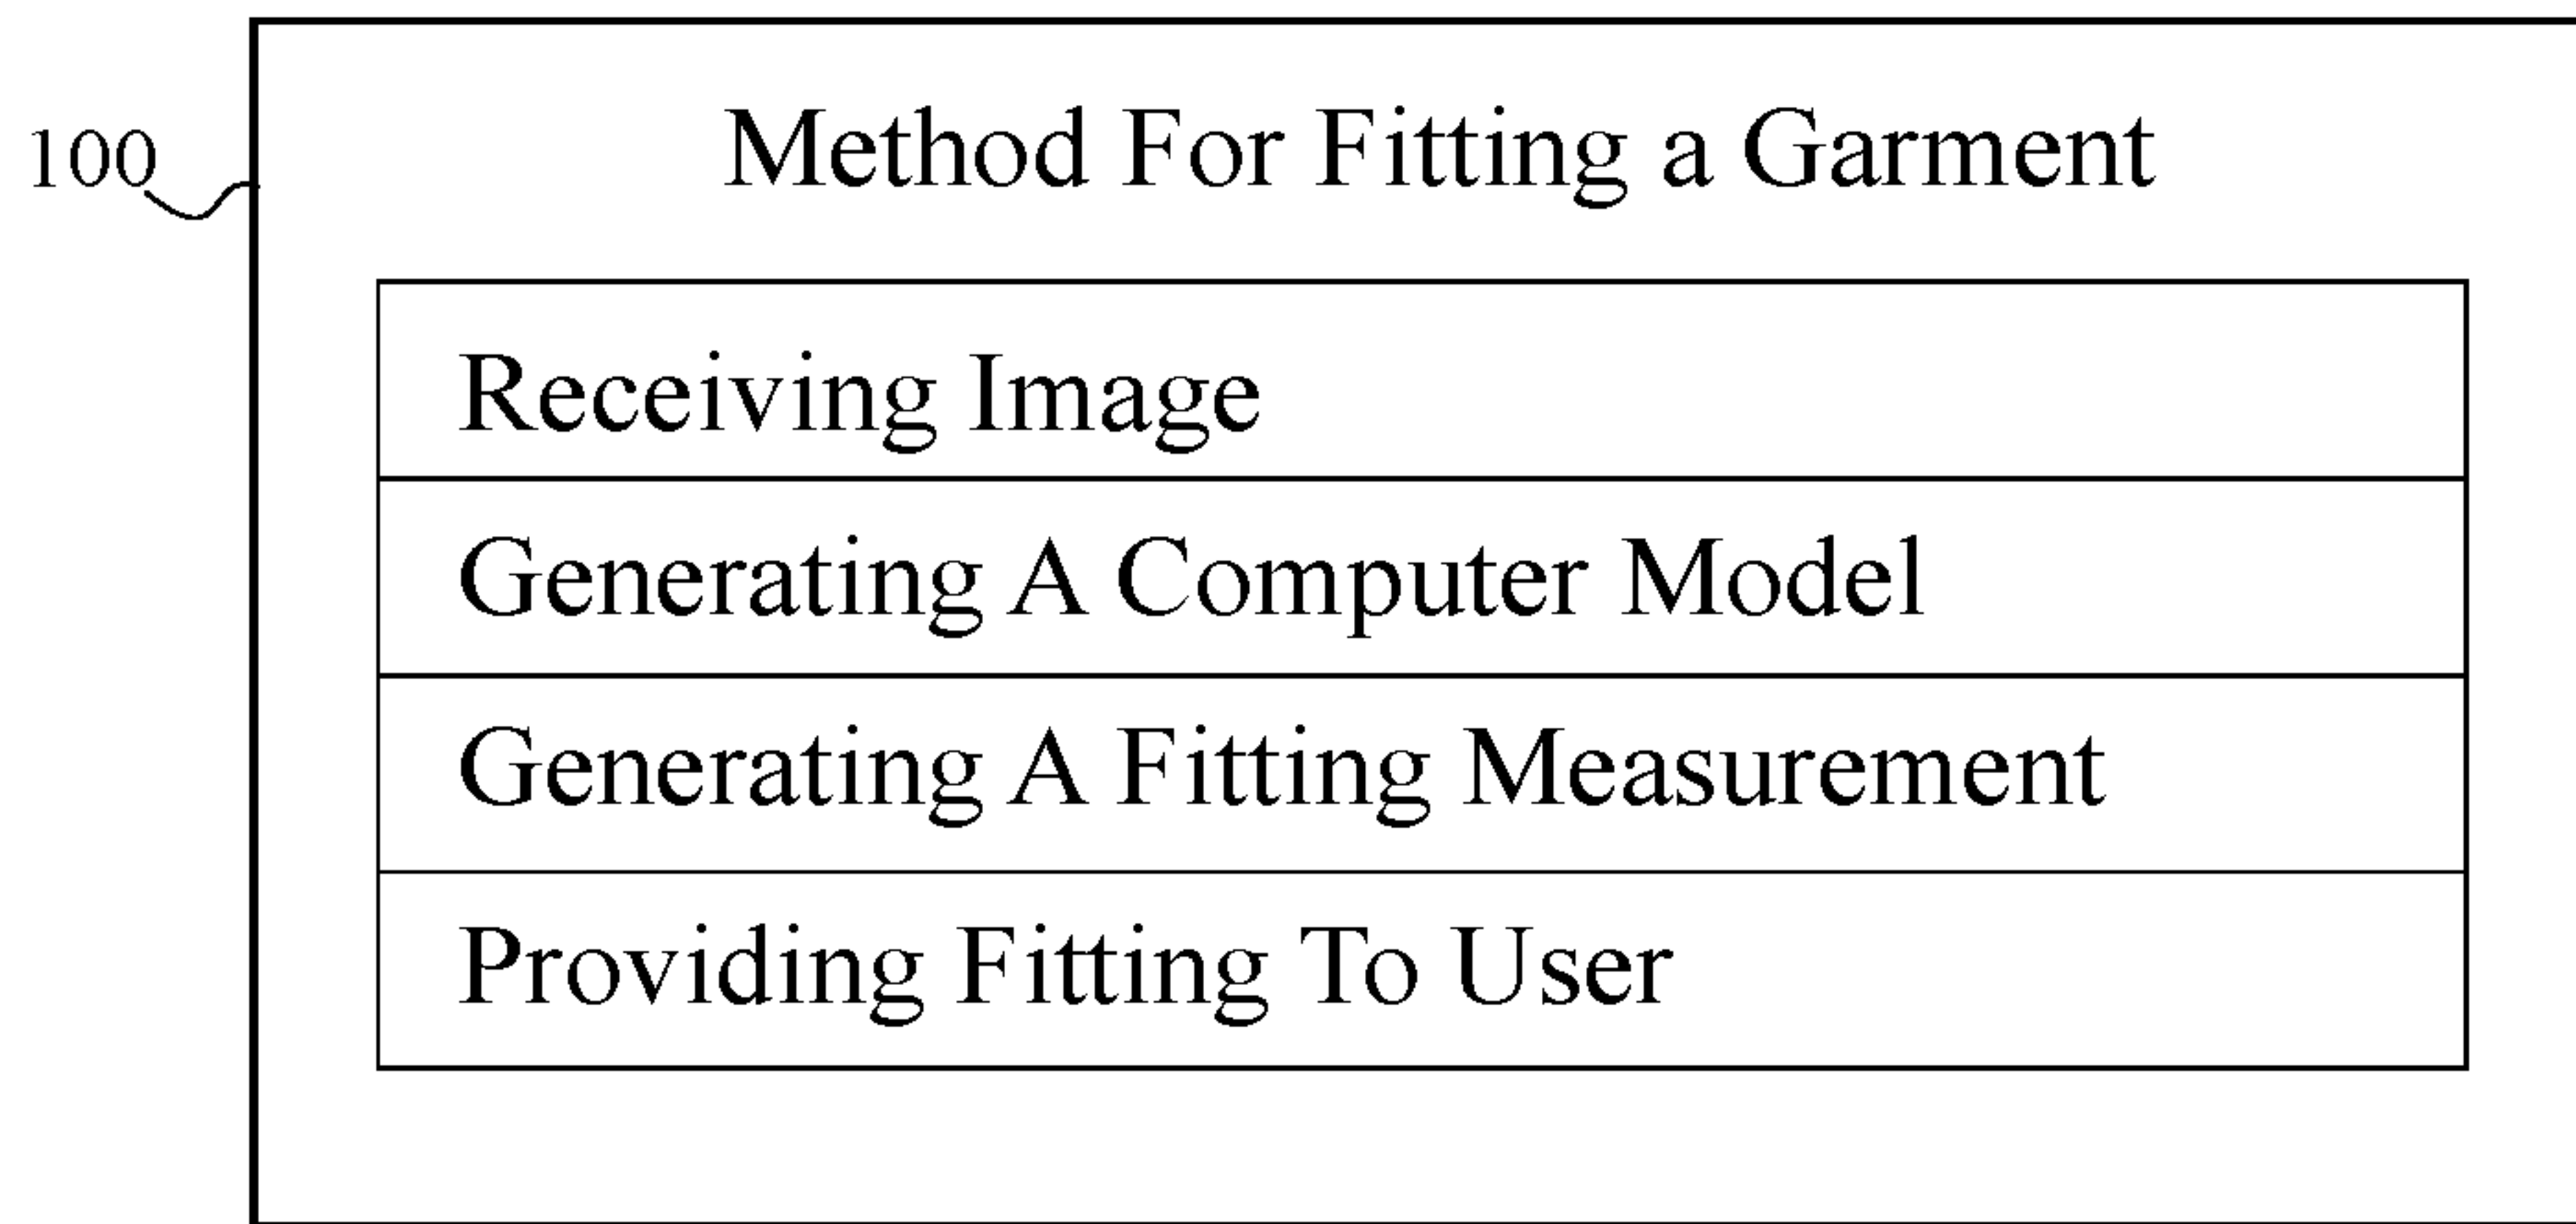 Method For Fitting a Garment
100
Receiving Image
Generating A Computer Model
Generating A Fitting Measurement
Providing Fitting To User